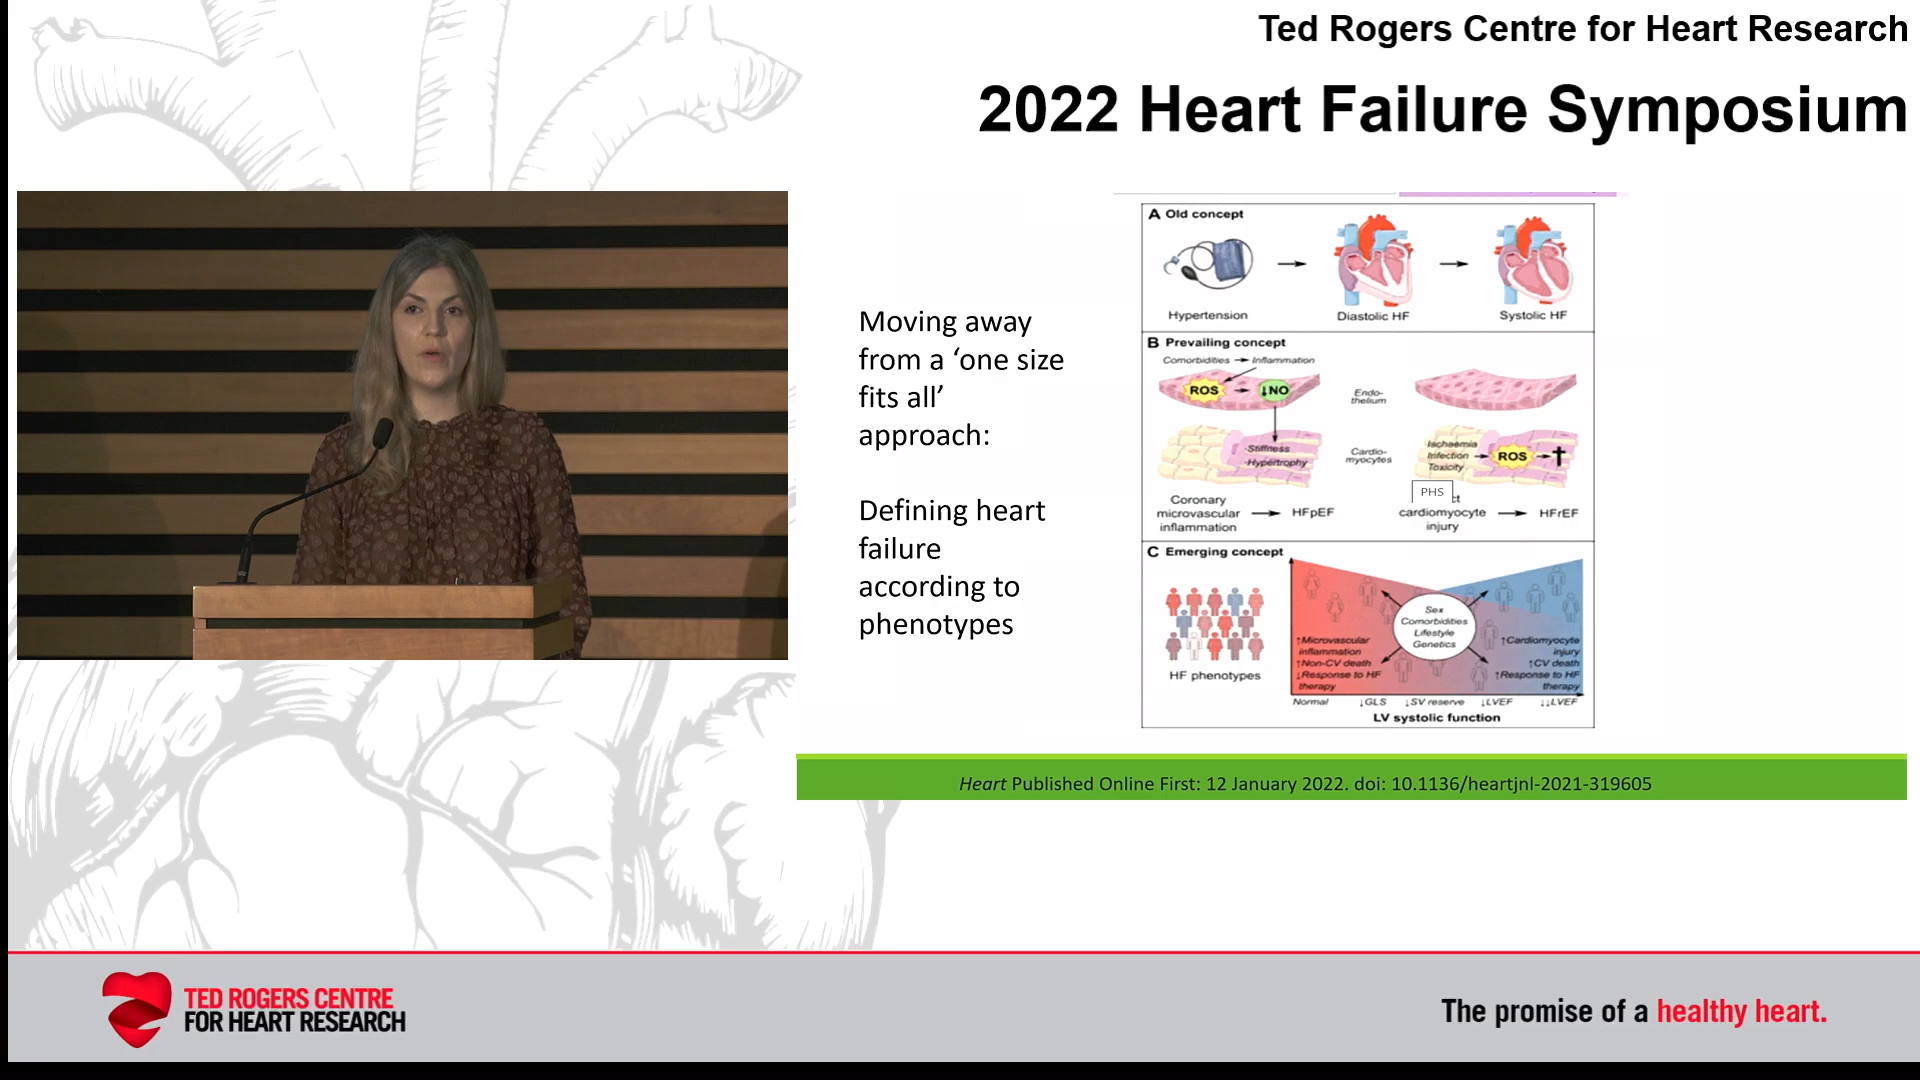 Ted Rogers Centre for Heart Research
2022 Heart Failure Symposium
Moving away
from a ‘one size
fits all’
approach:
Defining heart
failure
according to
phenotypes
A Old concept
Hypertension
Diastolic HF
Systolic HF
B Prevailing concept
Comorbidities → Inflammation
ROS → ↓NO
Endo-
thelium
Stiffness
Hypertrophy
Cardio-
myocytes
Ischaemia
Infection
Toxicity
→ ROS → †
PHS
ct
Coronary
microvascular
inflammation
→ HFpEF
cardiomyocyte
injury
→ HFrEF
C Emerging concept
HF phenotypes
Sex
Comorbidities
Lifestyle
Genetics
↑Microvascular
inflammation
↑Non-CV death
↓Response to HF
therapy
↑Cardiomyocyte
injury
↑CV death
↑Response to HF
therapy
Normal ↓GLS ↓SV reserve ↓LVEF ↓↓LVEF
LV systolic function
Heart Published Online First: 12 January 2022. doi: 10.1136/heartjnl-2021-319605
TED ROGERS CENTRE
FOR HEART RESEARCH
The promise of a healthy heart.